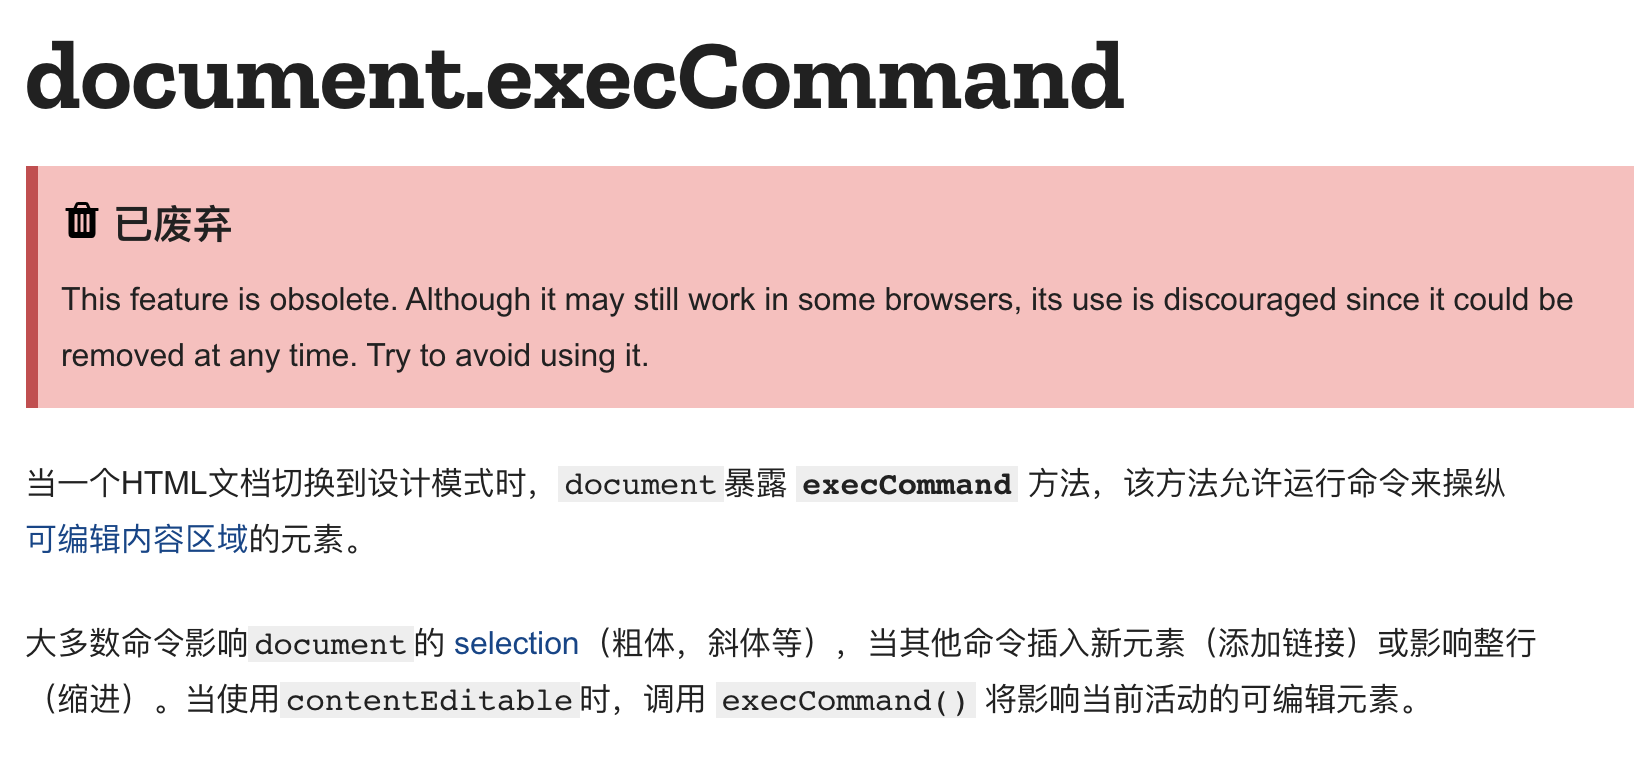 document.execCommand
已废弃
This feature is obsolete. Although it may still work in some browsers, its use is discouraged since it could be
removed at any time. Try to avoid using it.
当一个HTML文档切换到设计模式时，document暴露 execCommand 方法，该方法允许运行命令来操纵
可编辑内容区域的元素。
大多数命令影响document的 selection（粗体，斜体等），当其他命令插入新元素（添加链接）或影响整行
（缩进）。当使用contentEditable时，调用 execCommand() 将影响当前活动的可编辑元素。